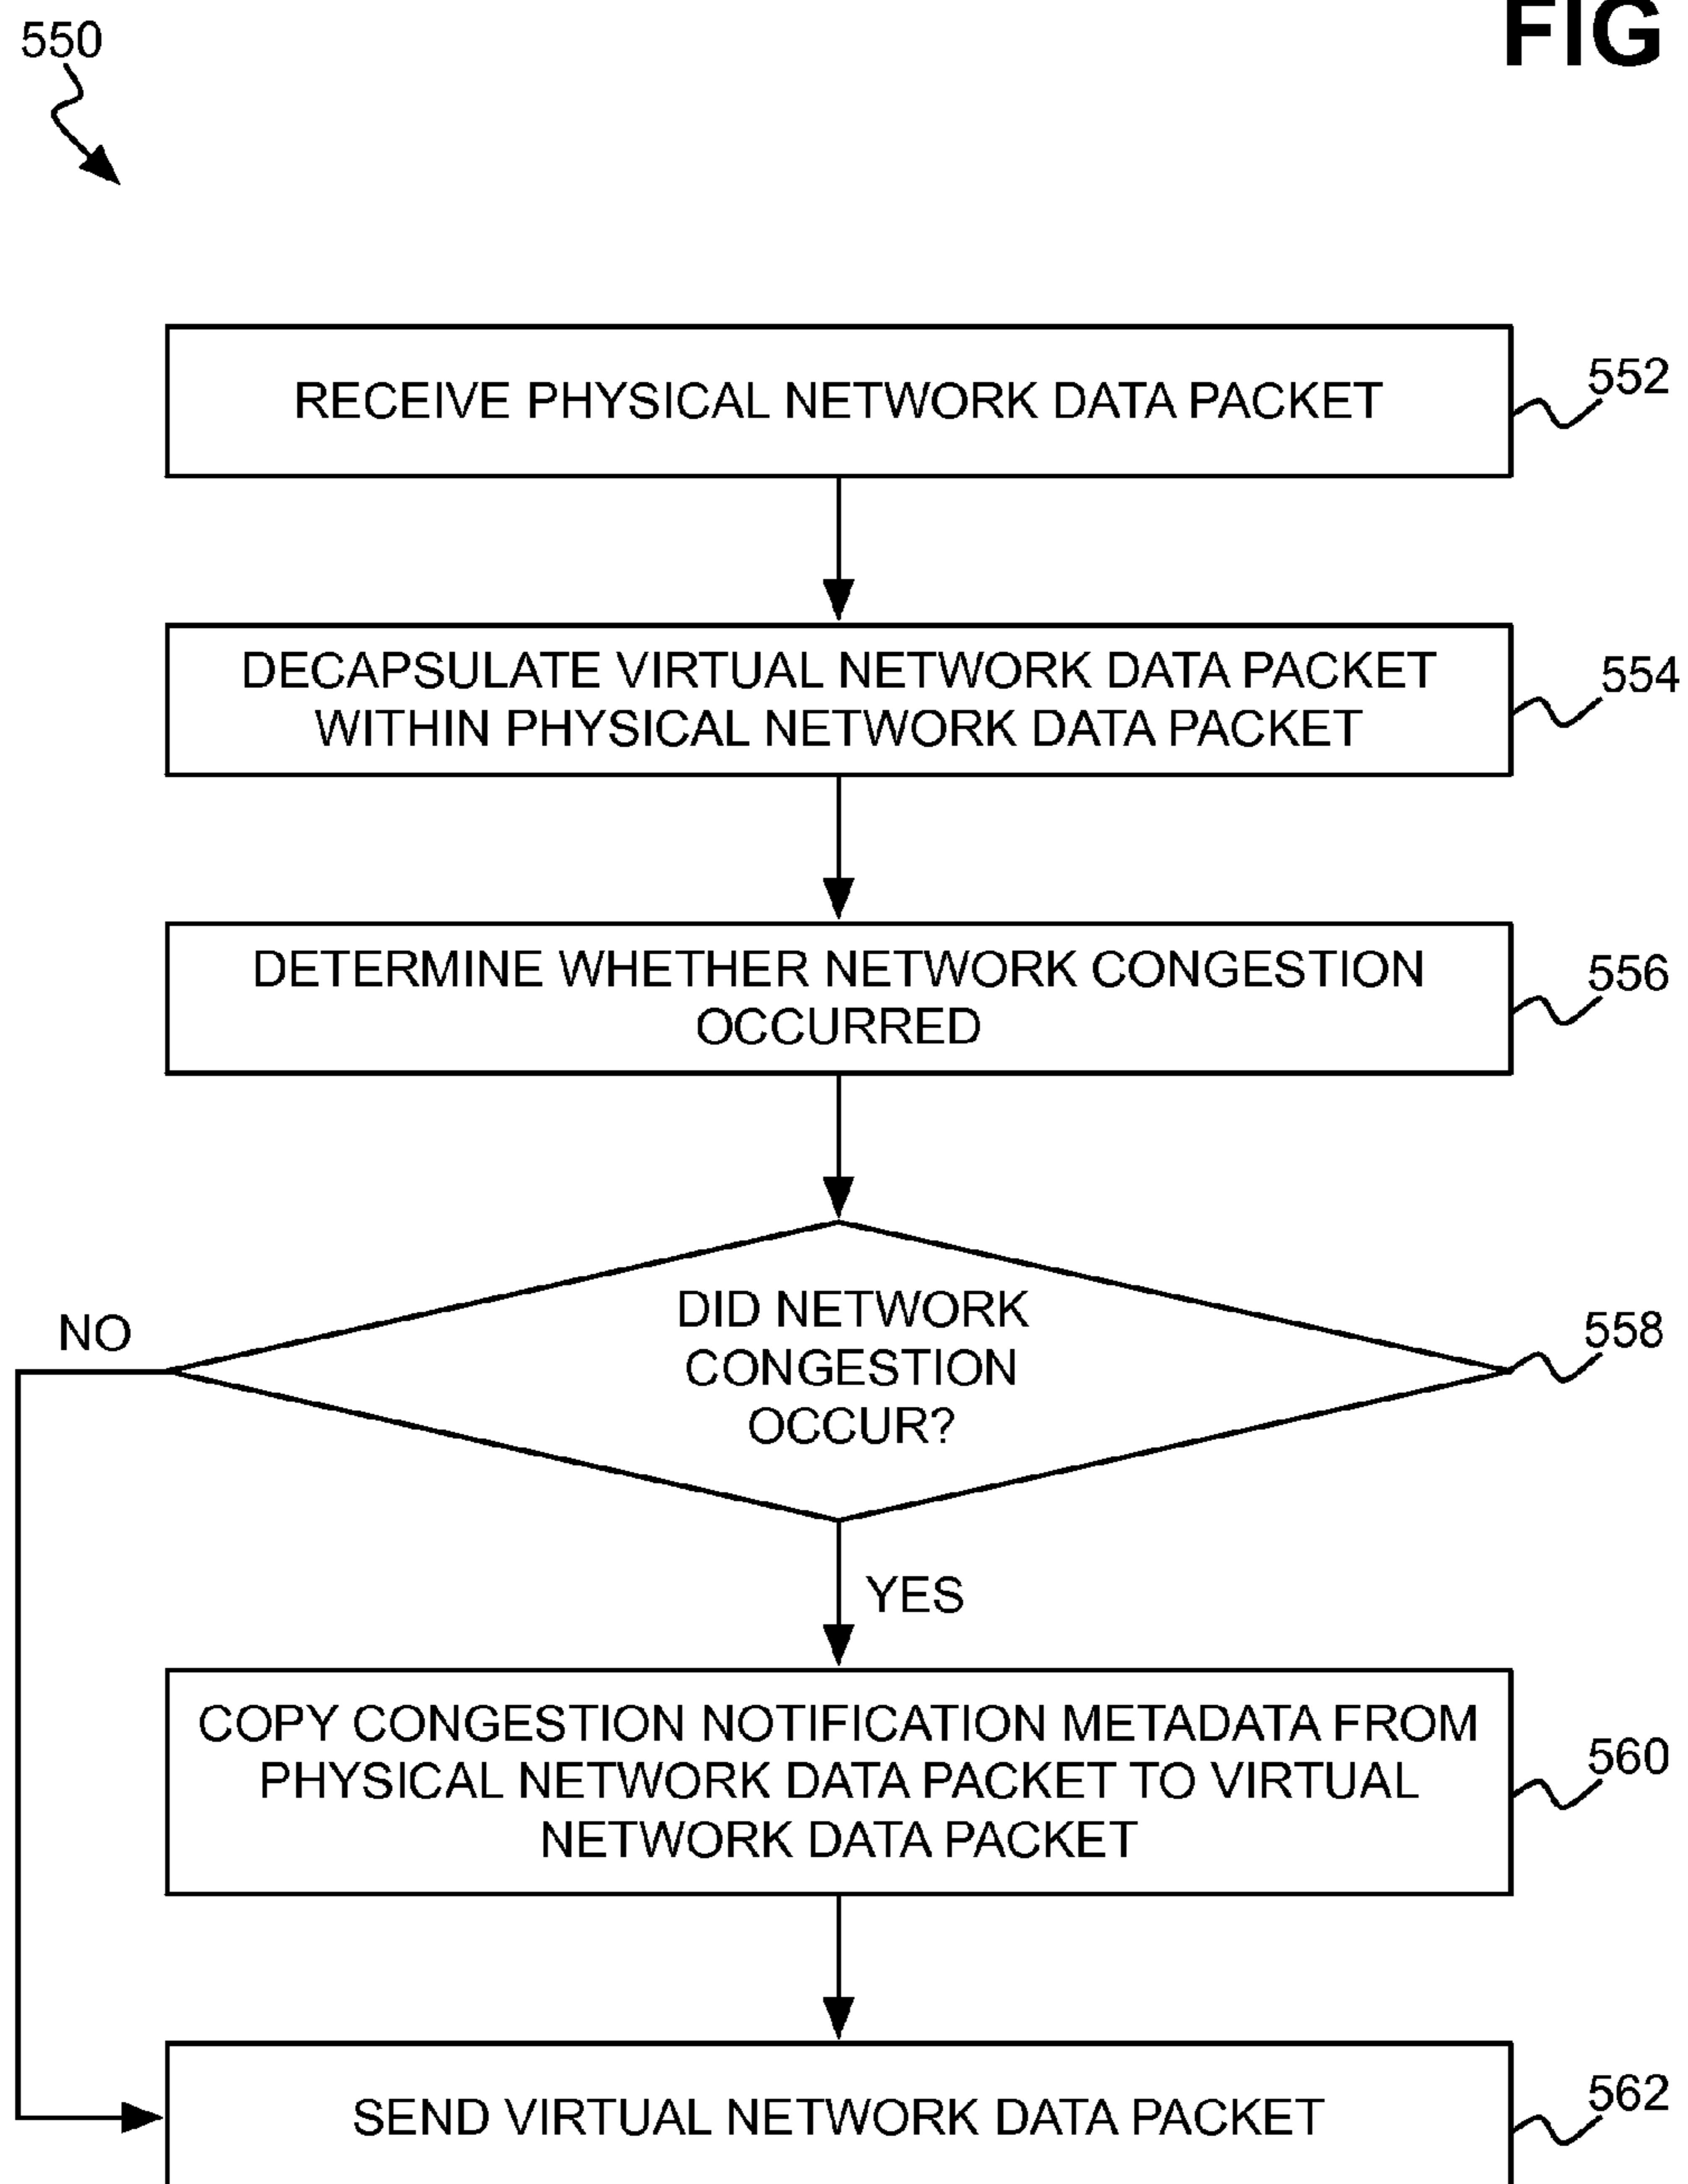 550
FIG
RECEIVE PHYSICAL NETWORK DATA PACKET
552
DECAPSULATE VIRTUAL NETWORK DATA PACKET
WITHIN PHYSICAL NETWORK DATA PACKET
554
DETERMINE WHETHER NETWORK CONGESTION
OCCURRED
556
DID NETWORK
CONGESTION
OCCUR?
558
NO
YES
COPY CONGESTION NOTIFICATION METADATA FROM
PHYSICAL NETWORK DATA PACKET TO VIRTUAL
NETWORK DATA PACKET
560
SEND VIRTUAL NETWORK DATA PACKET
562